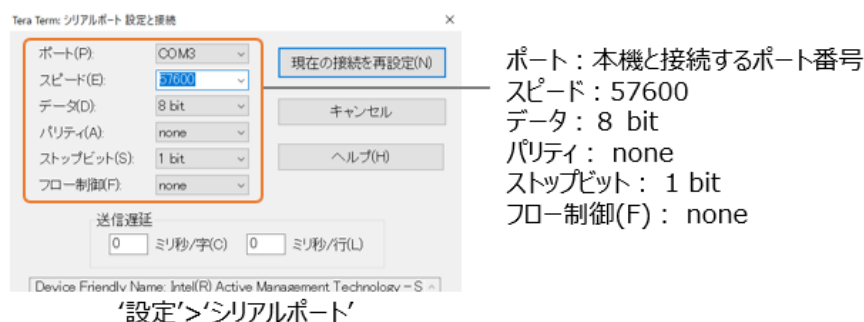 Tera Term: シリアルポート 設定と接続
×
ポート(P): COM3
スピード(E): 57600
データ(D): 8 bit
パリティ(A): none
ストップビット(S): 1 bit
フロー制御(F): none
現在の接続を再設定(N)
キャンセル
ヘルプ(H)
送信遅延
0 ミリ秒/字(C) 0 ミリ秒/行(L)
Device Friendly Name: Intel(R) Active Management Technology - S
'設定'>'シリアルポート'
ポート：本機と接続するポート番号
スピード：57600
データ：8 bit
パリティ： none
ストップビット： 1 bit
フロー制御(F)： none